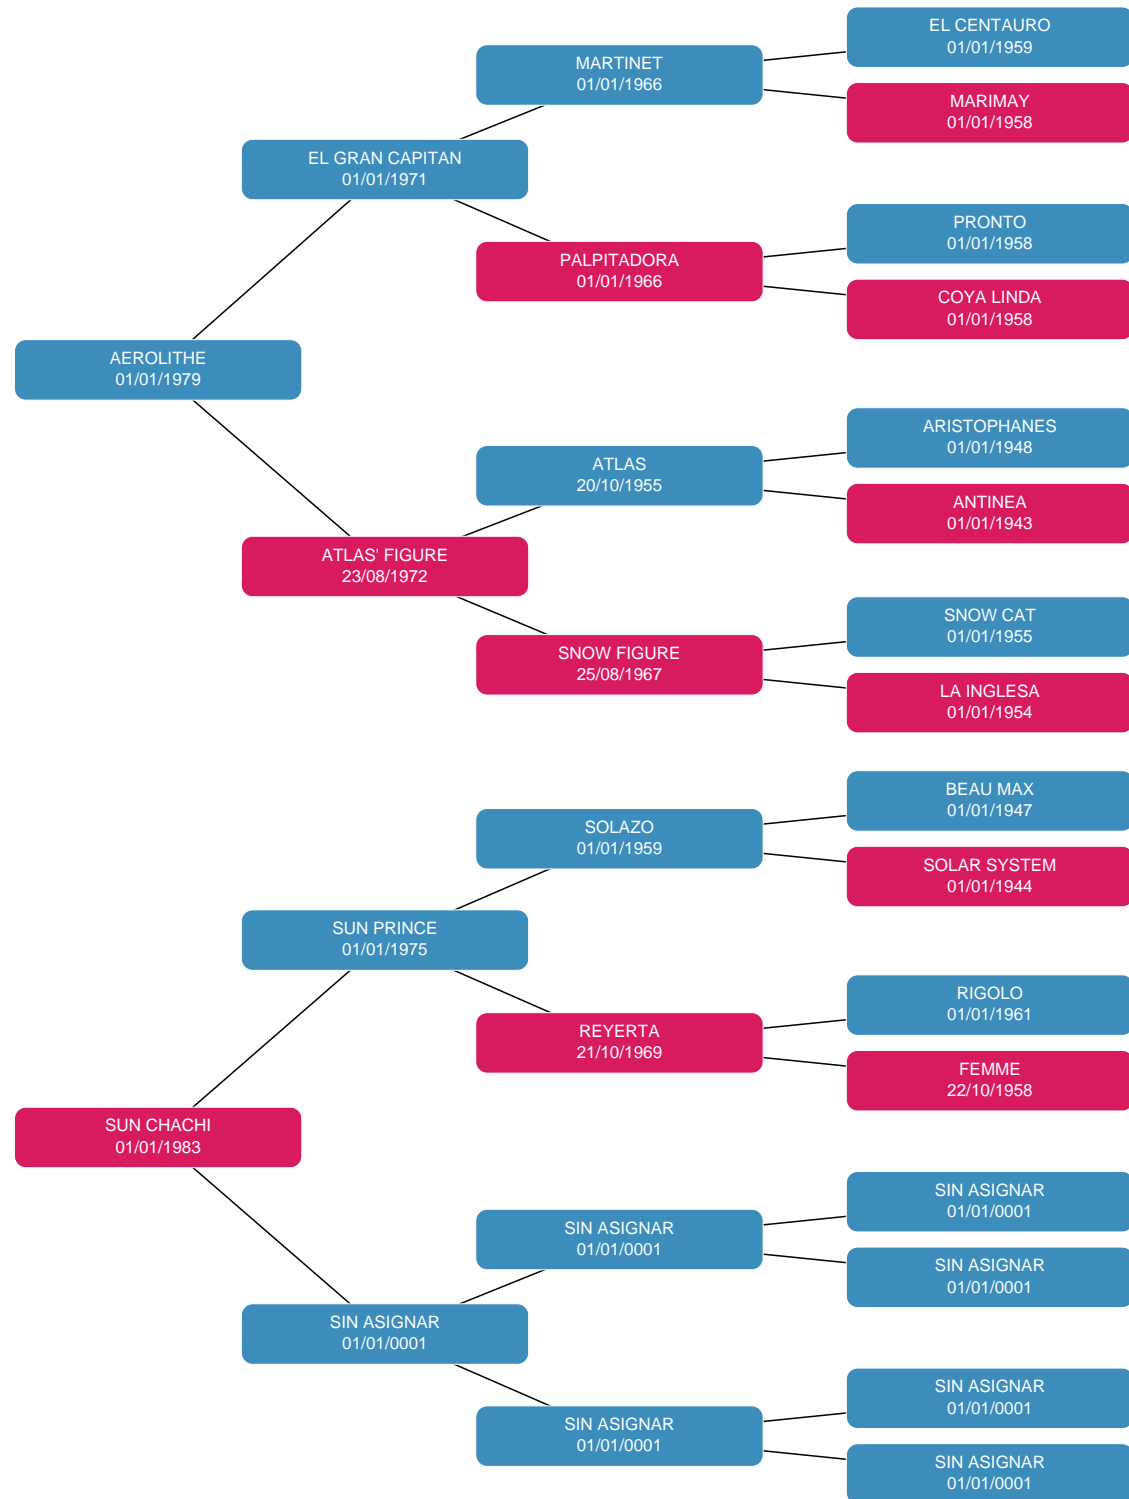 EL CENTAURO
01/01/1959
MARTINET
01/01/1966
MARIMAY
01/01/1958
EL GRAN CAPITAN
01/01/1971
PRONTO
01/01/1958
PALPITADORA
01/01/1966
COYA LINDA
01/01/1958
AEROLITHE
01/01/1979
ARISTOPHANES
01/01/1948
ATLAS
20/10/1955
ANTINEA
01/01/1943
ATLAS' FIGURE
23/08/1972
SNOW CAT
01/01/1955
SNOW FIGURE
25/08/1967
LA INGLESA
01/01/1954
BEAU MAX
01/01/1947
SOLAZO
01/01/1959
SOLAR SYSTEM
01/01/1944
SUN PRINCE
01/01/1975
RIGOLO
01/01/1961
REYERTA
21/10/1969
FEMME
22/10/1958
SUN CHACHI
01/01/1983
SIN ASIGNAR
01/01/0001
SIN ASIGNAR
01/01/0001
SIN ASIGNAR
01/01/0001
SIN ASIGNAR
01/01/0001
SIN ASIGNAR
01/01/0001
SIN ASIGNAR
01/01/0001
SIN ASIGNAR
01/01/0001